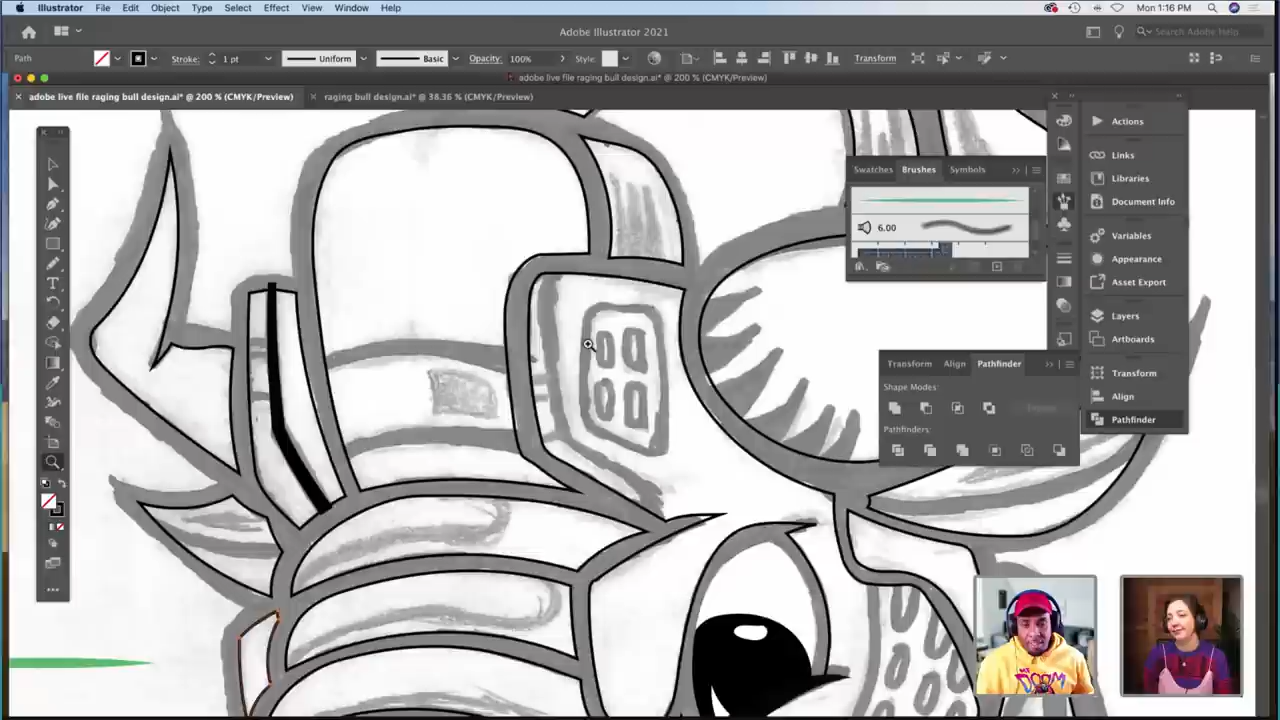 Illustrator File Edit Object Type Select Effect View Window Help Mon 1:16 PM
Adobe Illustrator 2021 Search Adobe Help
Path Stroke: 1 pt Uniform Basic Opacity: 100% Style: Transform
adobe live file raging bull design.ai* @ 200 % (CMYK/Preview)
adobe live file raging bull design.ai* @ 200 % (CMYK/Preview) raging bull design.ai* @ 38.36 % (CMYK/Preview)
Swatches Brushes Symbols
6.00
Actions
Links
Libraries
Document Info
Variables
Appearance
Asset Export
Layers
Artboards
Transform
Align
Pathfinder
Transform Align Pathfinder
Shape Modes:
Pathfinders:
DOOM